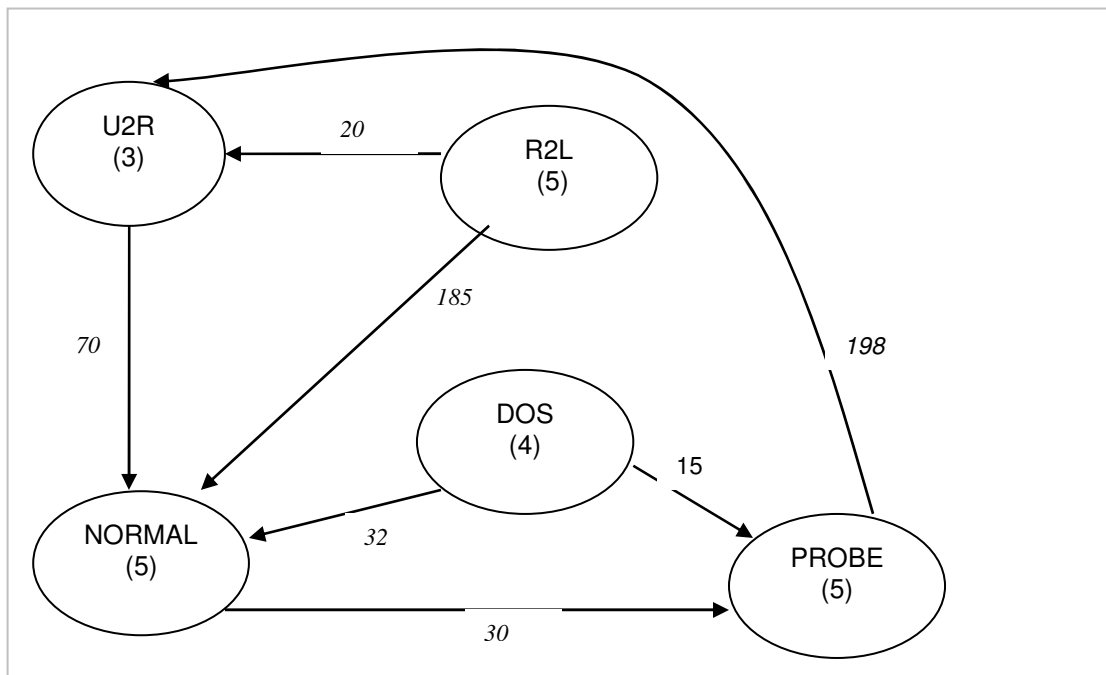 U2R
(3)
20
R2L
(5)
185
70
198
DOS
(4)
15
32
NORMAL
(5)
PROBE
(5)
30